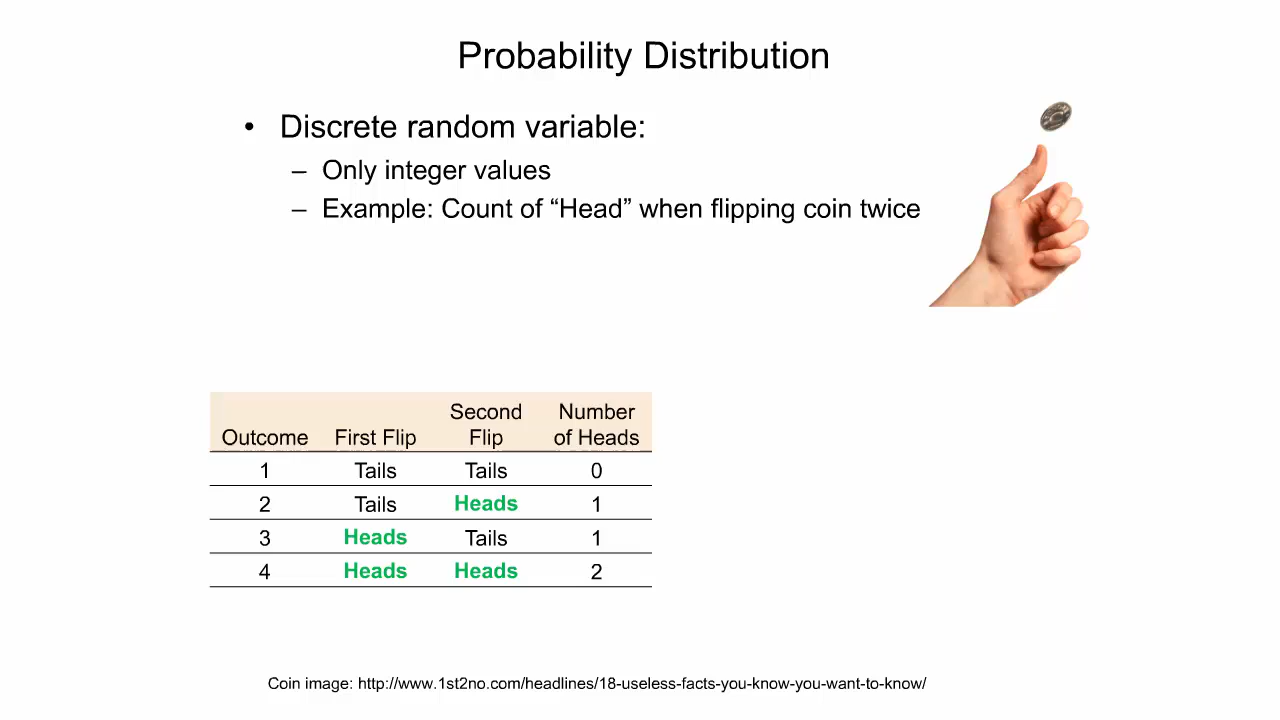 Probability Distribution
• Discrete random variable:
– Only integer values
– Example: Count of “Head” when flipping coin twice
Outcome First Flip Second Flip Number of Heads
1 Tails Tails 0
2 Tails Heads 1
3 Heads Tails 1
4 Heads Heads 2
Coin image: http://www.1st2no.com/headlines/18-useless-facts-you-know-you-want-to-know/